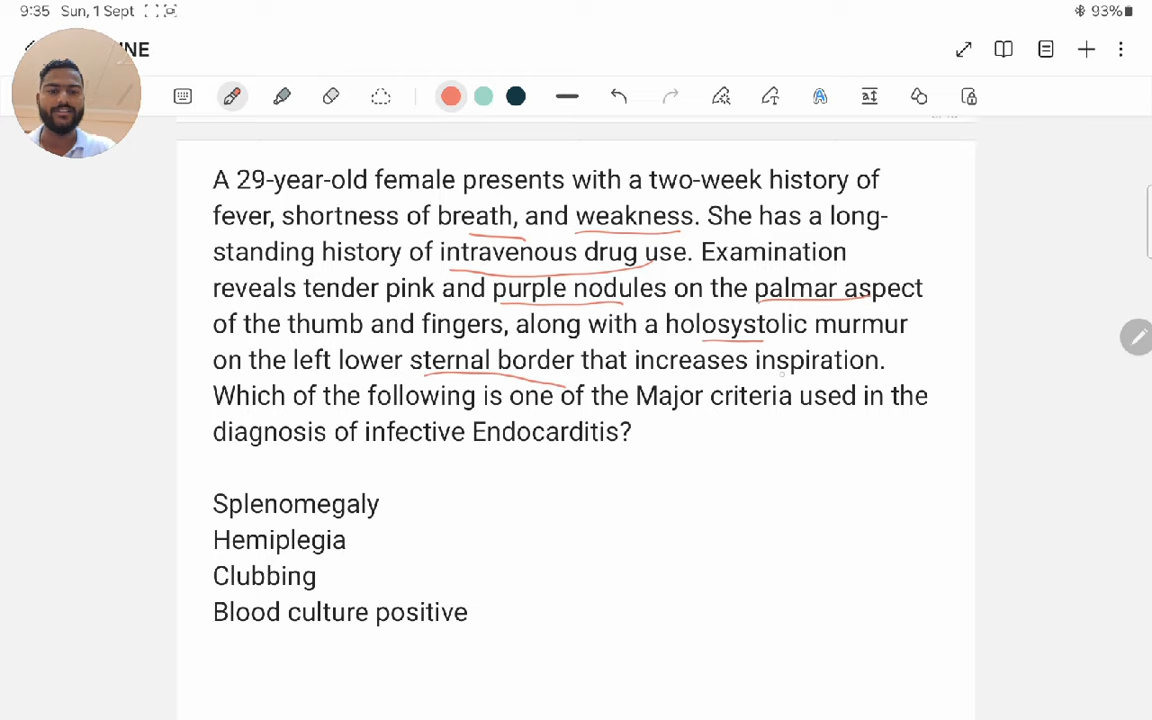 9:35 Sun, 1 Sept
93%
NE
A 29-year-old female presents with a two-week history of
fever, shortness of breath, and weakness. She has a long-
standing history of intravenous drug use. Examination
reveals tender pink and purple nodules on the palmar aspect
of the thumb and fingers, along with a holosystolic murmur
on the left lower sternal border that increases inspiration.
Which of the following is one of the Major criteria used in the
diagnosis of infective Endocarditis?
Splenomegaly
Hemiplegia
Clubbing
Blood culture positive